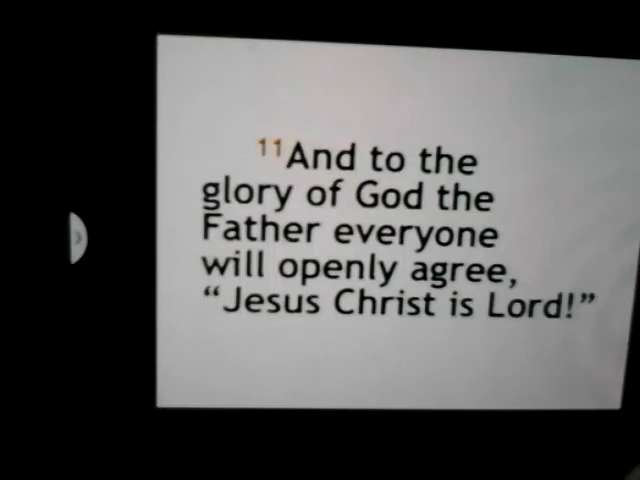 11And to the
glory of God the
Father everyone
will openly agree,
“Jesus Christ is Lord!”